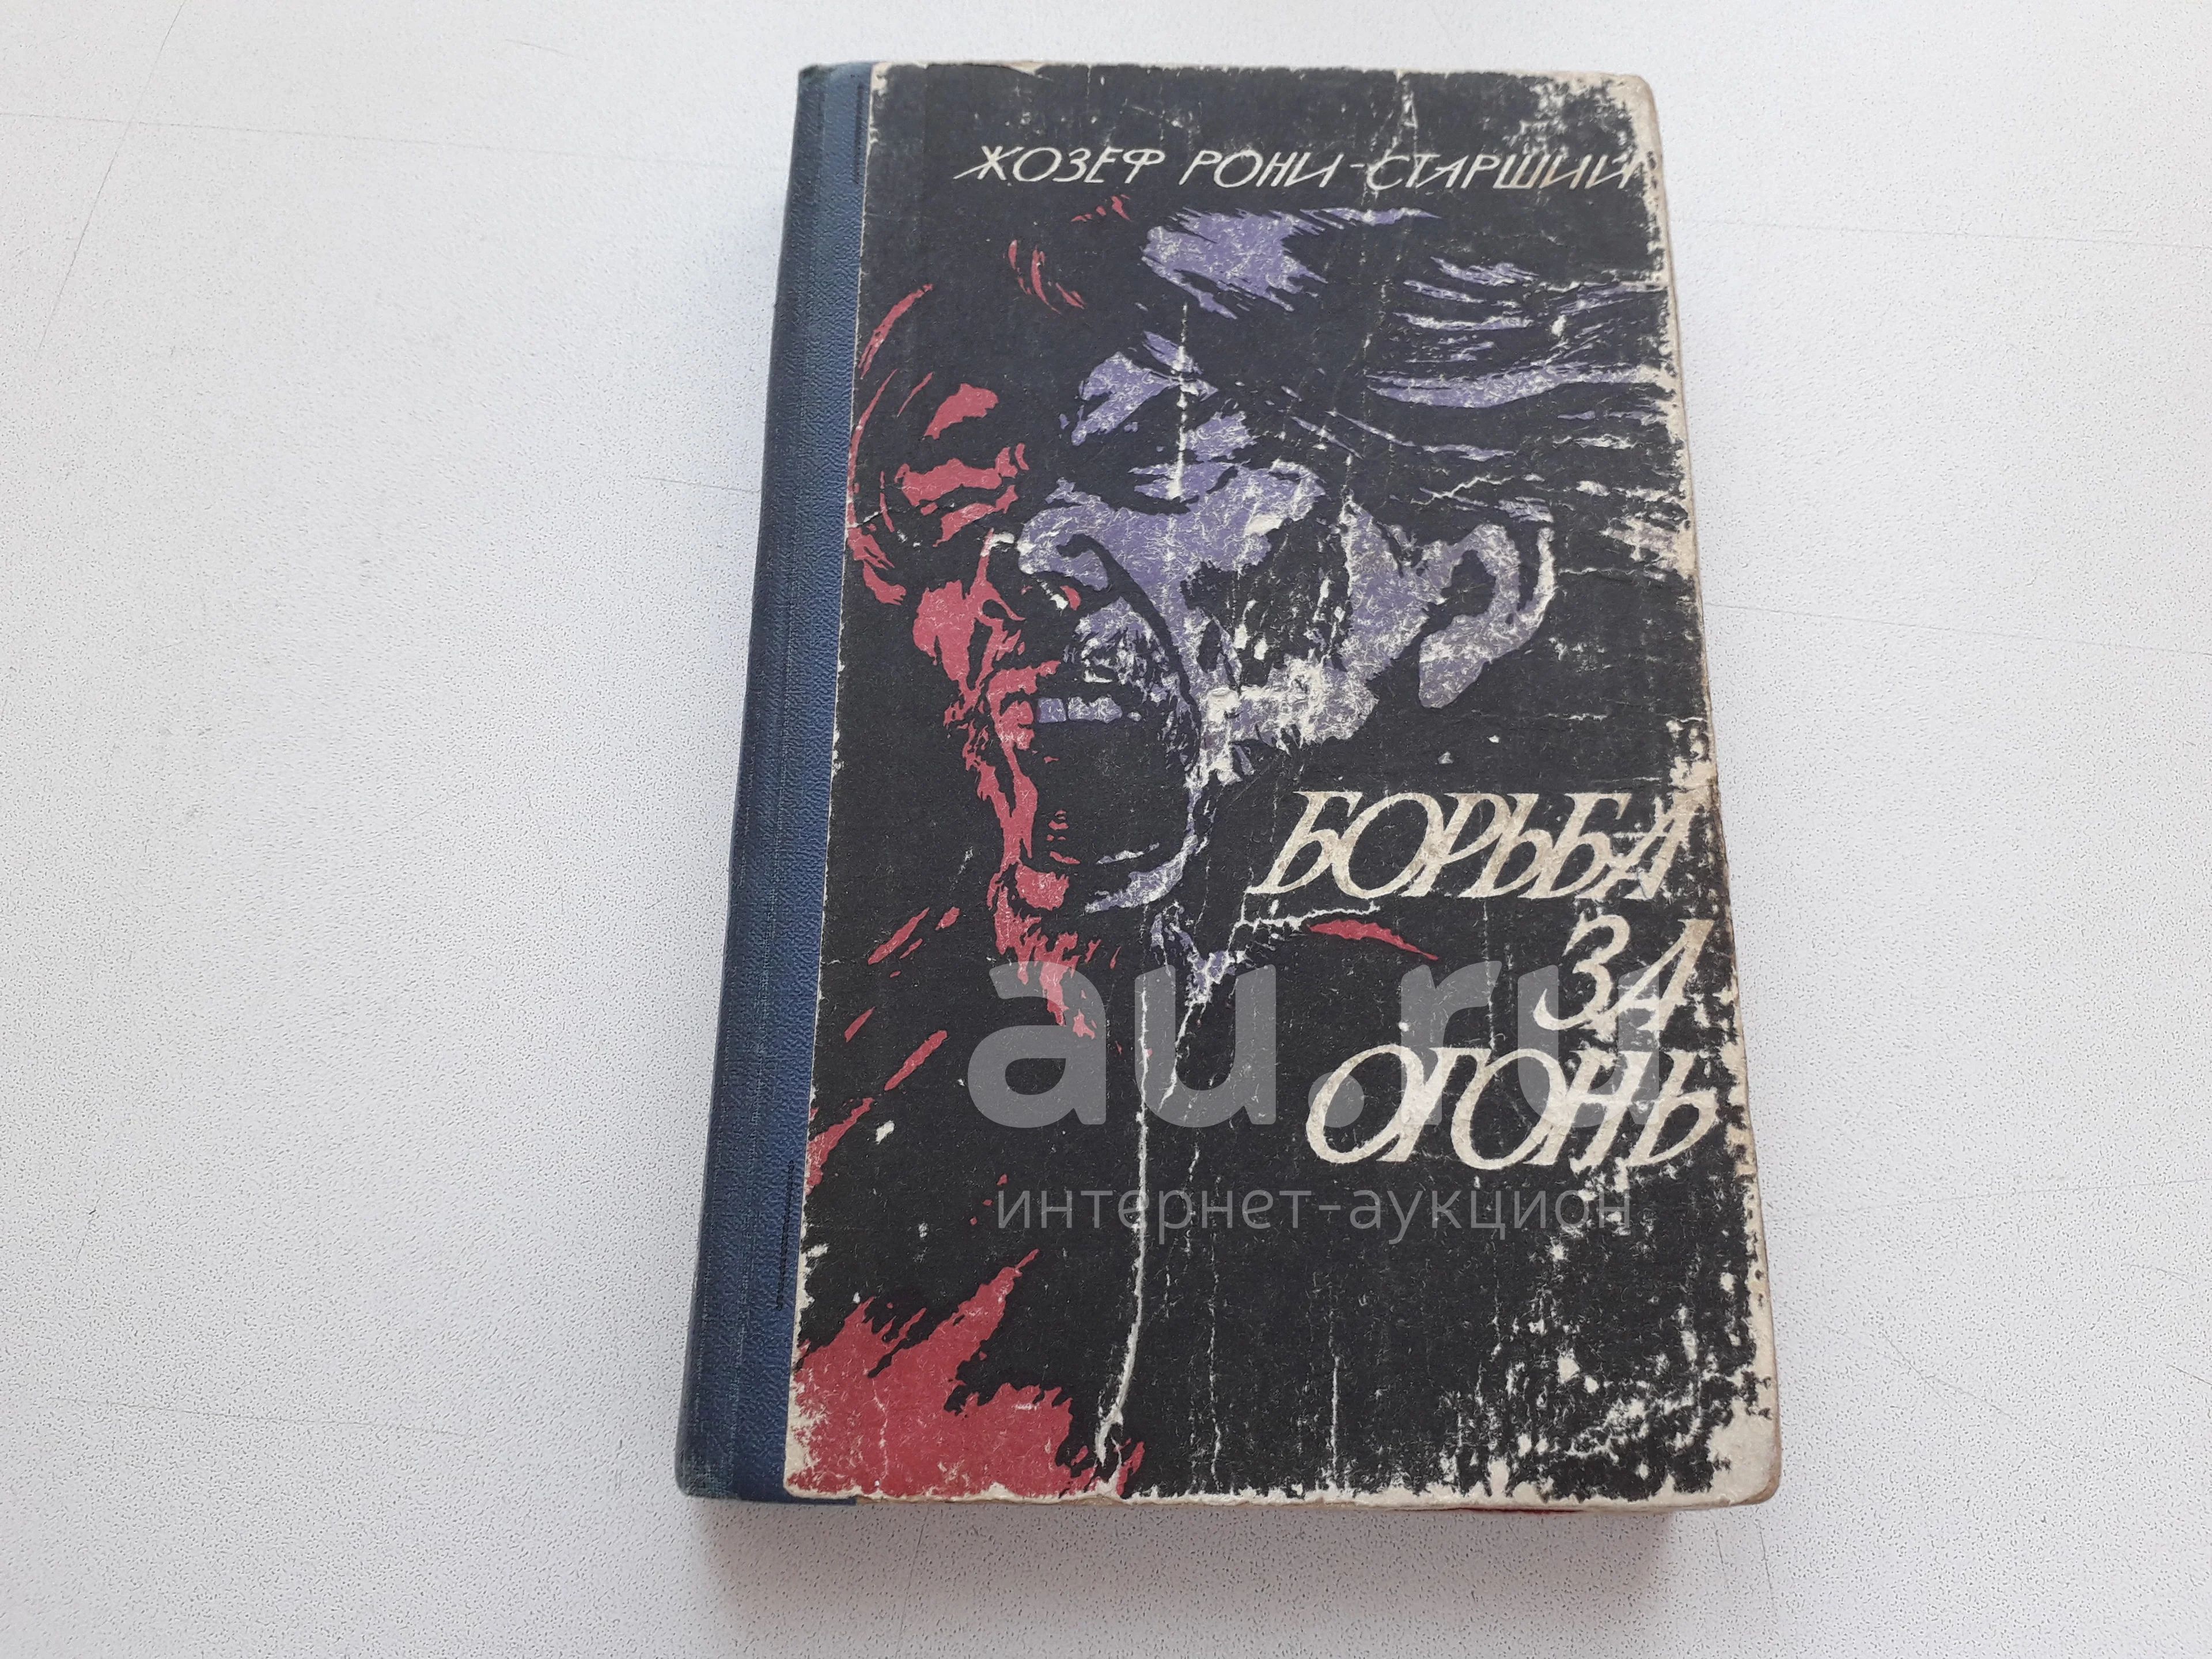 ЖОЗЕФ РОНИ-СТАРШИЙ
БОРЬБА
ЗА
ОГОНЬ
au.ru
интернет-аукцион